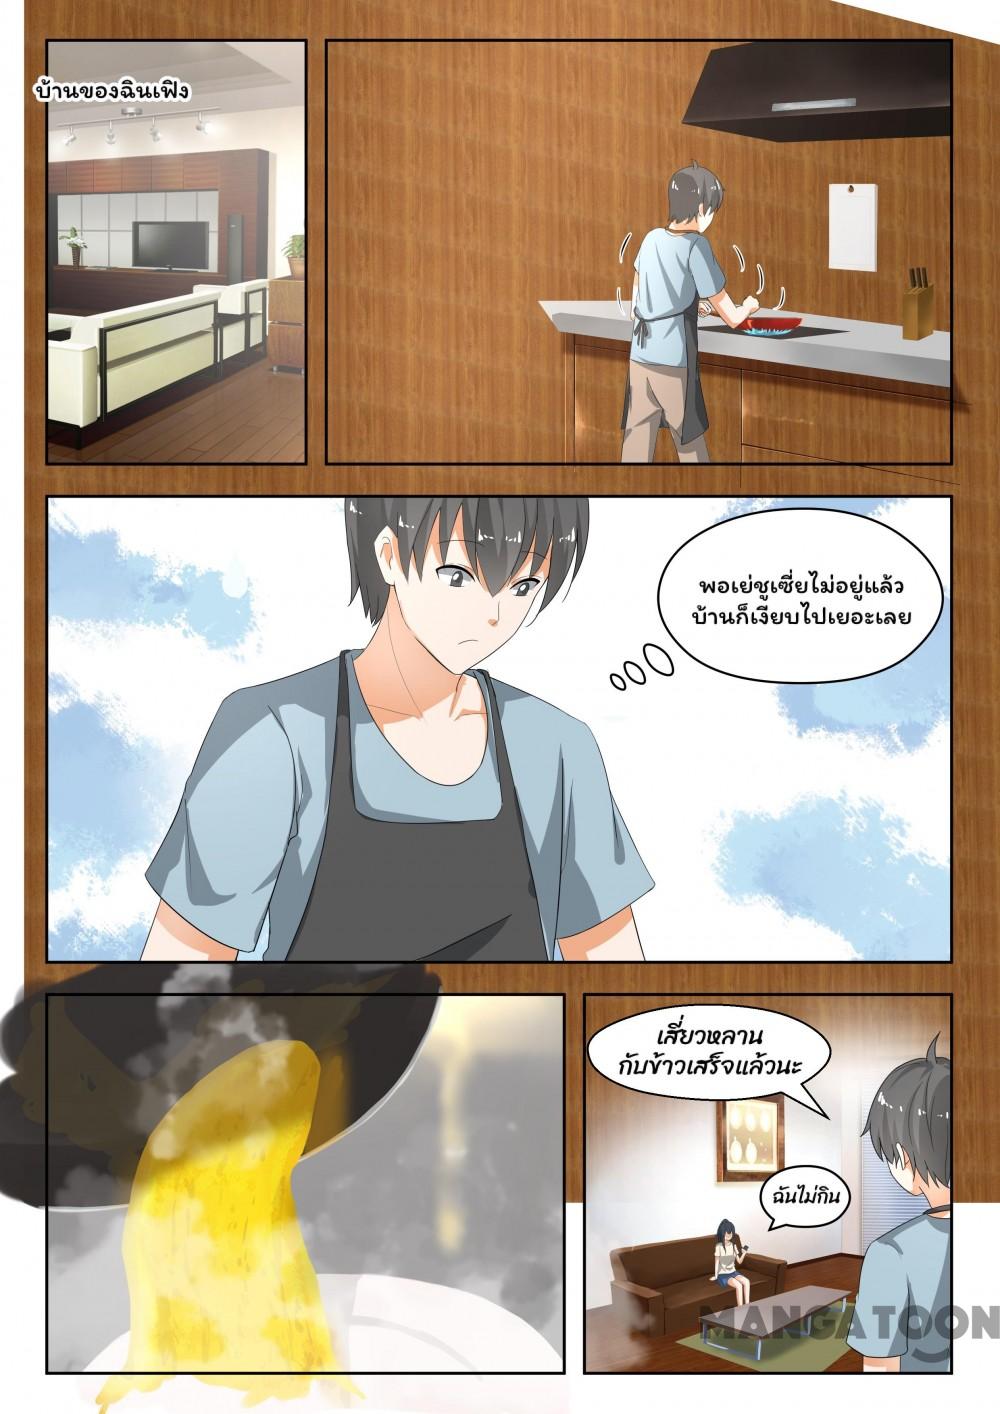 บ้านของฉินเฟิง
พอเย่ชูเซี่ยไม่อยู่แล้ว
บ้านก็เงียบไปเยอะเลย
เสี่ยวหลาน
กับข้าวเสร็จแล้วนะ
ฉันไม่กิน
MANGATOON